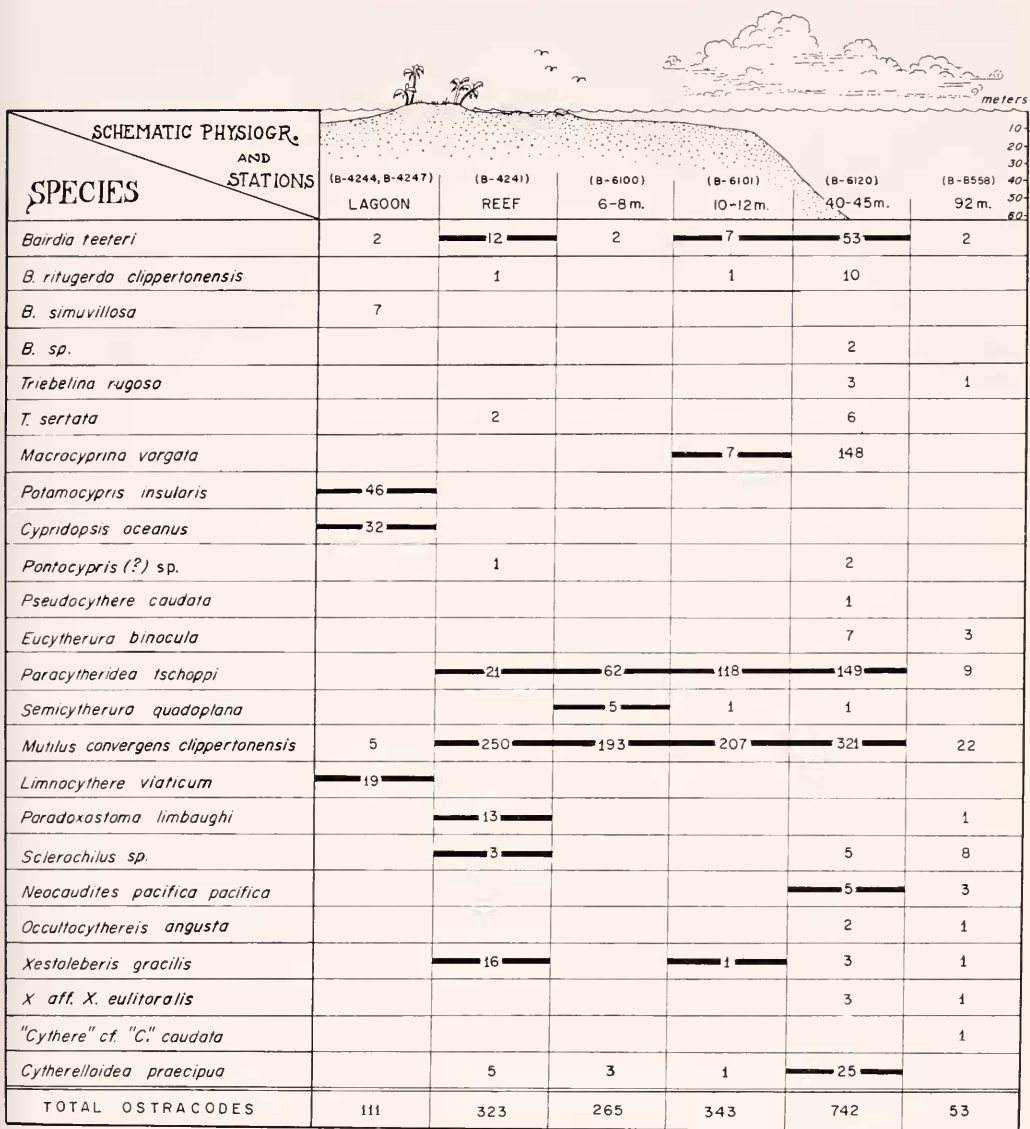 meters
SCHEMATIC PHYSIOGR.
AND
STATIONS
SPECIES
10
20
30
40
50
60
(B-4244, B-4247) (B-4241) (B-6100) (B-6101) (B-6120) (B-8558)
LAGOON REEF 6-8m. 10-12m. 40-45m. 92m.
Bairdia teeteri 2 12 2 7 53 2
B. ritugerda clippertonensis 1 1 10
B. simuvillosa 7
B. sp. 2
Triebelina rugosa 3 1
T. sertata 2 6
Macrocyprina vargata 7 148
Potamocypris insularis 46
Cypridopsis oceanus 32
Pontocypris (?) sp. 1 2
Pseudocythere caudata 1
Eucytherura binocula 7 3
Paracytheridea tschoppi 21 62 118 149 9
Semicytherura quadraplana 5 1 1
Mutilus convergens clippertonensis 5 250 193 207 321 22
Limnocythere viaticum 19
Paradoxostoma limbaughi 13 1
Sclerochilus sp. 3 5 8
Neocaudites pacifica pacifica 5 3
Occultocythereis angusta 2 1
Xestoleberis gracilis 16 1 3 1
X aff. X. eulitoralis 3 1
"Cythere" cf. "C." caudata 1
Cytherelloidea praecipua 5 3 1 25
TOTAL OSTRACODES 111 323 265 343 742 53